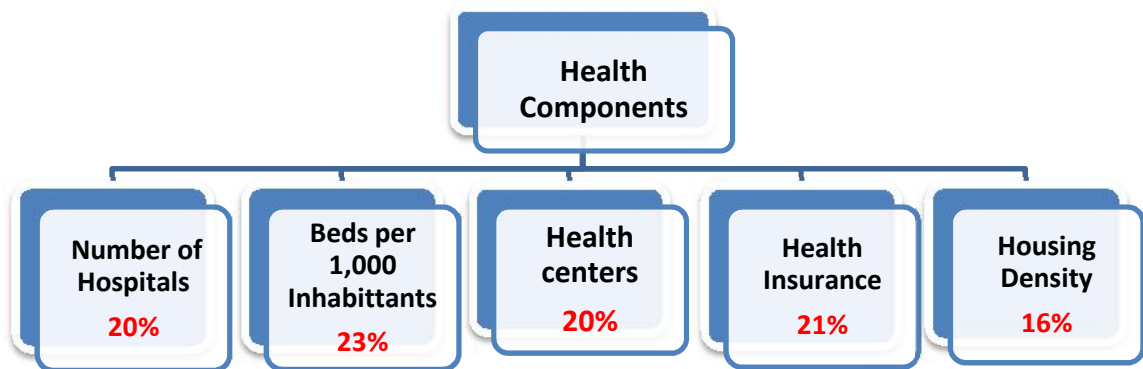 Health
Components
Number of
Hospitals
20%
Beds per
1,000
Inhabittants
23%
Health
centers
20%
Health
Insurance
21%
Housing
Density
16%